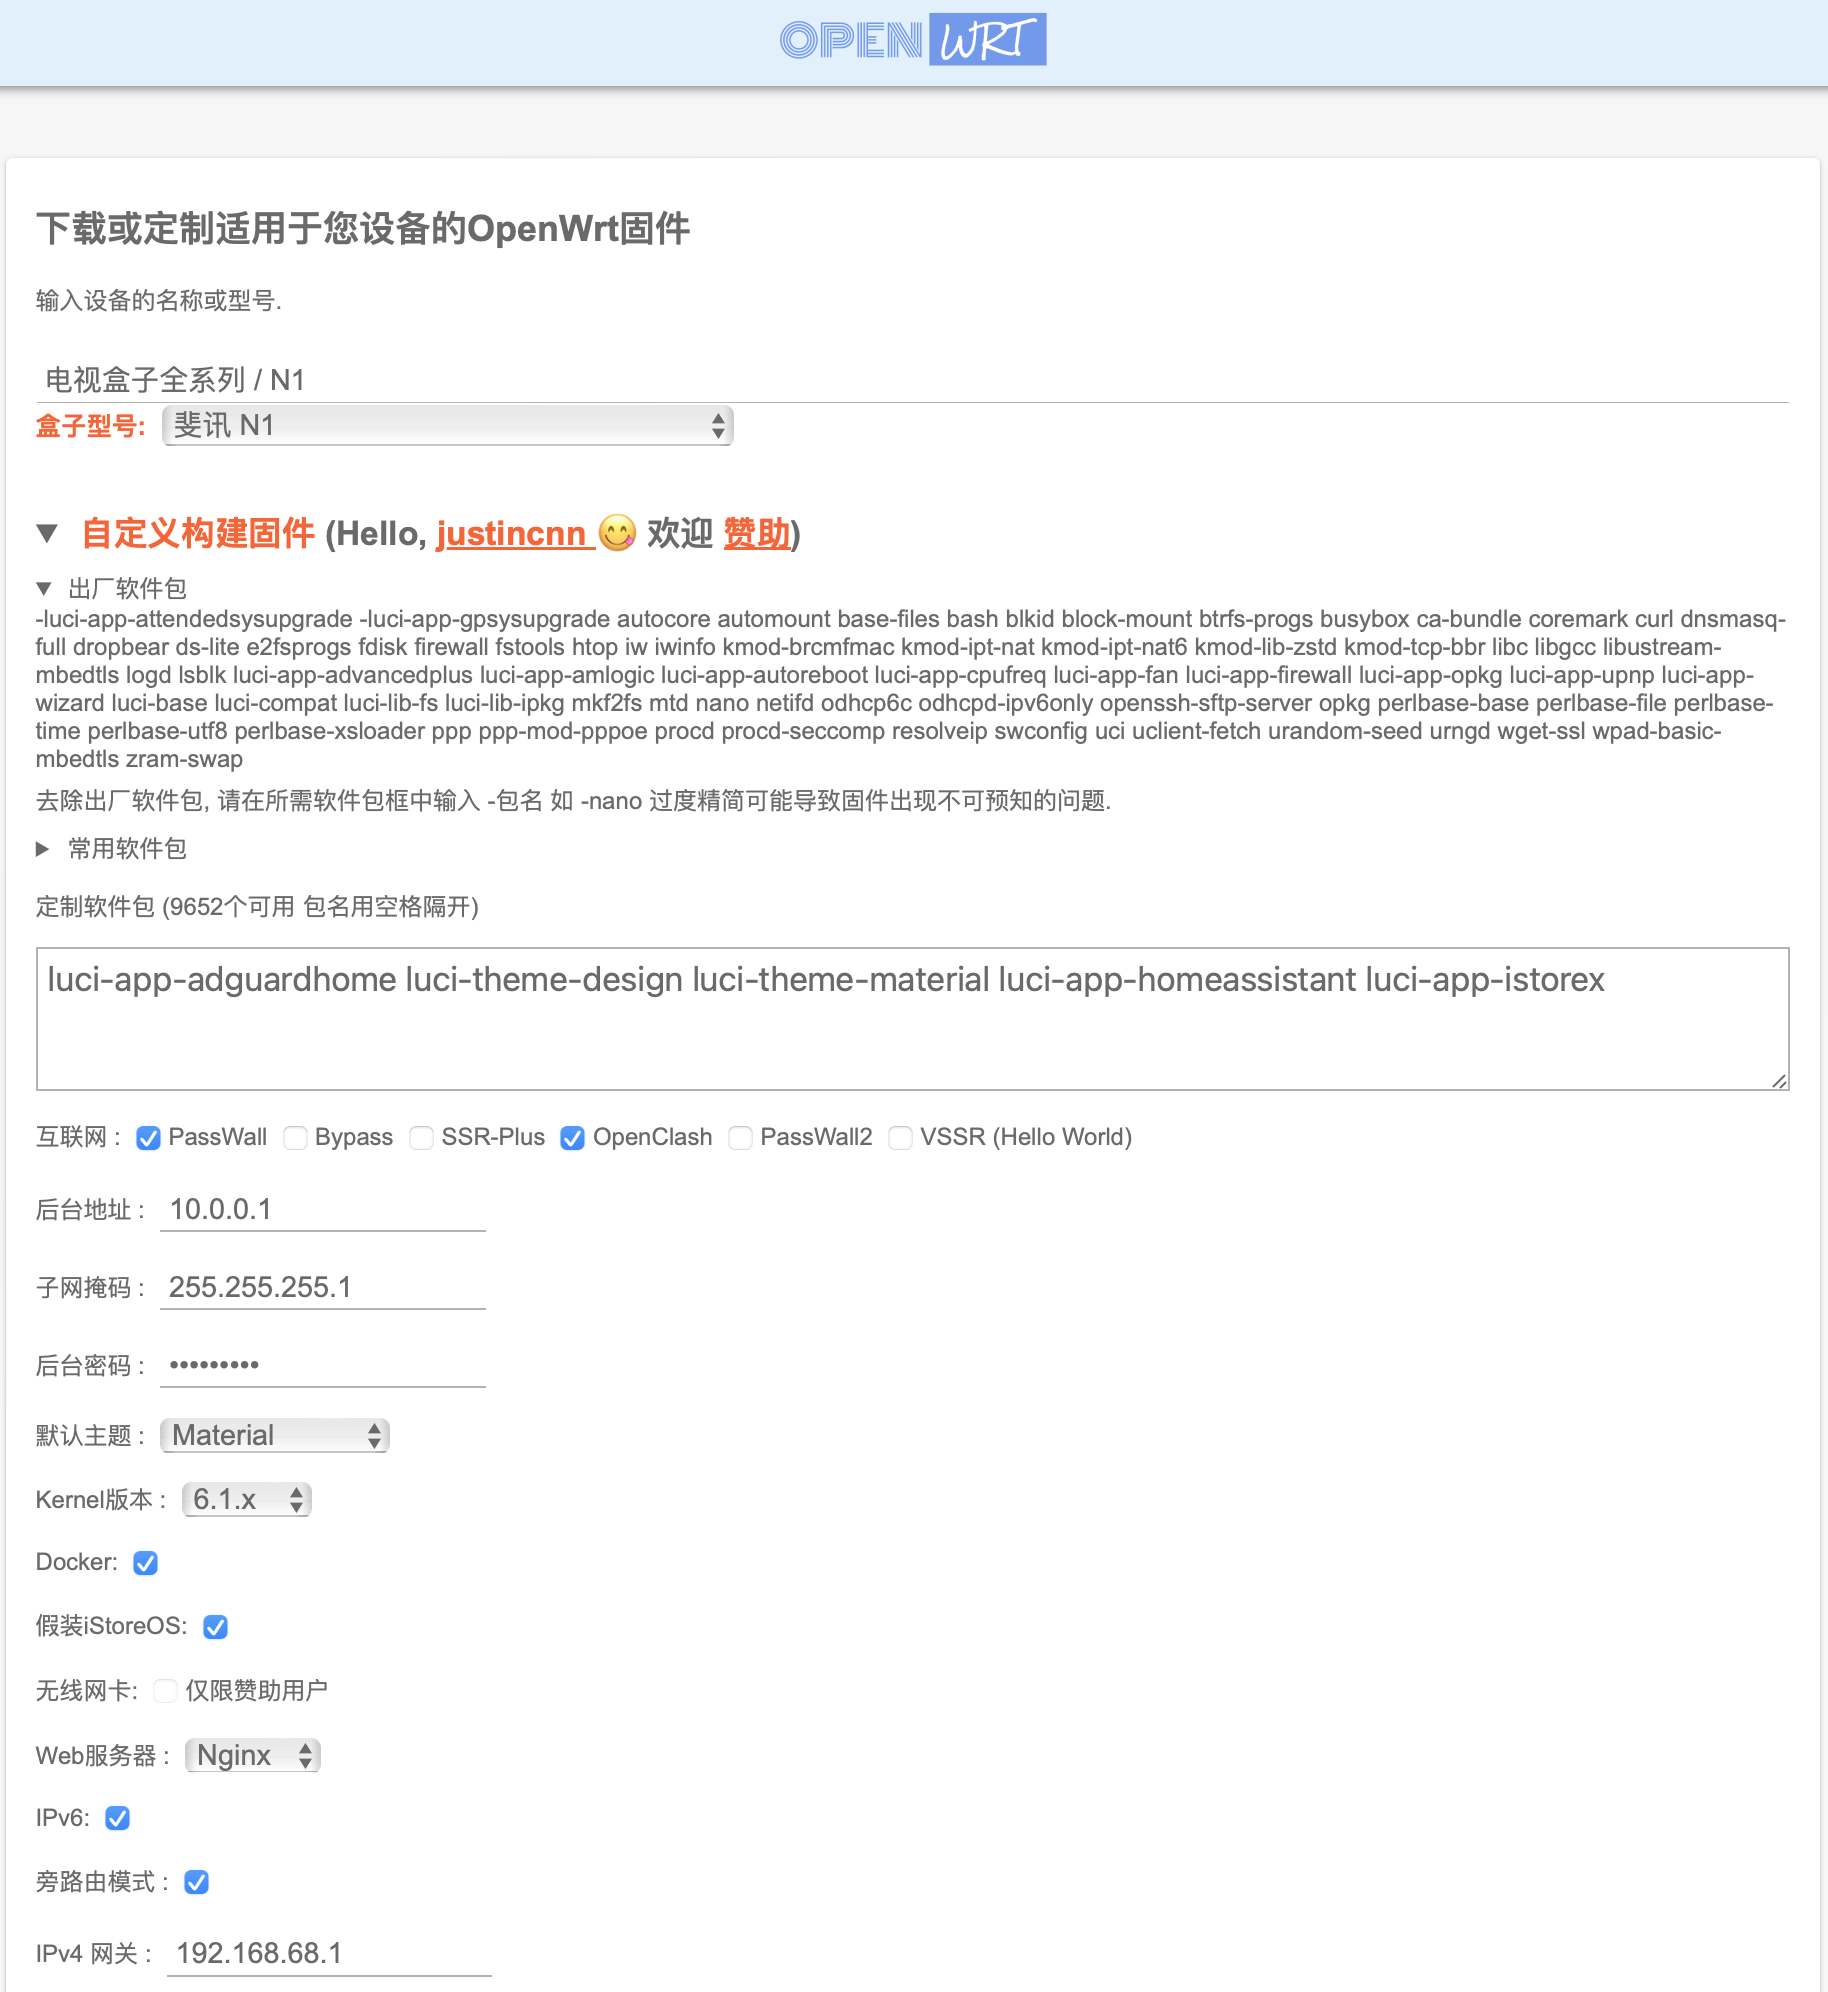 OPEN WRT
下载或定制适用于您设备的OpenWrt固件
输入设备的名称或型号.
电视盒子全系列 / N1
盒子型号: 斐讯 N1
▼ 自定义构建固件 (Hello, justincnn 😋 欢迎 赞助)
▼ 出厂软件包
-luci-app-attendedsysupgrade -luci-app-gpsysupgrade autocore automount base-files bash blkid block-mount btrfs-progs busybox ca-bundle coremark curl dnsmasq-
full dropbear ds-lite e2fsprogs fdisk firewall fstools htop iw iwinfo kmod-brcmfmac kmod-ipt-nat kmod-ipt-nat6 kmod-lib-zstd kmod-tcp-bbr libc libgcc libustream-
mbedtls logd lsblk luci-app-advancedplus luci-app-amlogic luci-app-autoreboot luci-app-cpufreq luci-app-fan luci-app-firewall luci-app-opkg luci-app-upnp luci-app-
wizard luci-base luci-compat luci-lib-fs luci-lib-ipkg mkf2fs mtd nano netifd odhcp6c odhcpd-ipv6only openssh-sftp-server opkg perlbase-base perlbase-file perlbase-
time perlbase-utf8 perlbase-xsloader ppp ppp-mod-pppoe procd procd-seccomp resolveip swconfig uci uclient-fetch urandom-seed urngd wget-ssl wpad-basic-
mbedtls zram-swap
去除出厂软件包, 请在所需软件包框中输入 -包名 如 -nano 过度精简可能导致固件出现不可预知的问题.
▶ 常用软件包
定制软件包 (9652个可用 包名用空格隔开)
luci-app-adguardhome luci-theme-design luci-theme-material luci-app-homeassistant luci-app-istorex
互联网 : PassWall Bypass SSR-Plus OpenClash PassWall2 VSSR (Hello World)
后台地址 : 10.0.0.1
子网掩码 : 255.255.255.1
后台密码 : •••••••••
默认主题 : Material
Kernel版本 : 6.1.x
Docker:
假装iStoreOS:
无线网卡: 仅限赞助用户
Web服务器 : Nginx
IPv6:
旁路由模式 :
IPv4 网关 : 192.168.68.1